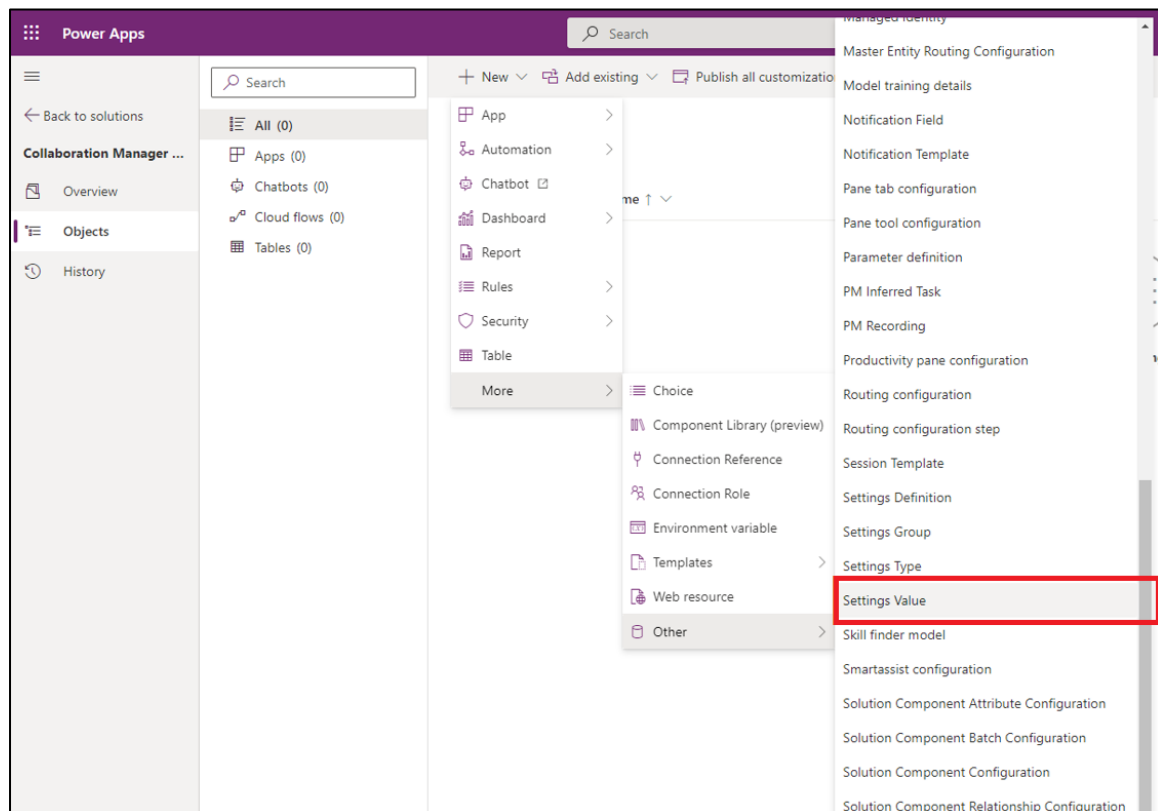 Power Apps
Search
Back to solutions
Collaboration Manager ...
Overview
Objects
History
Search
All (0)
Apps (0)
Chatbots (0)
Cloud flows (0)
Tables (0)
New
Add existing
Publish all customizatio
me ↑
App
Automation
Chatbot
Dashboard
Report
Rules
Security
Table
More
Choice
Component Library (preview)
Connection Reference
Connection Role
Environment variable
Templates
Web resource
Other
Managed Identity
Master Entity Routing Configuration
Model training details
Notification Field
Notification Template
Pane tab configuration
Pane tool configuration
Parameter definition
PM Inferred Task
PM Recording
Productivity pane configuration
Routing configuration
Routing configuration step
Session Template
Settings Definition
Settings Group
Settings Type
Settings Value
Skill finder model
Smartassist configuration
Solution Component Attribute Configuration
Solution Component Batch Configuration
Solution Component Configuration
Solution Component Relationship Configuration